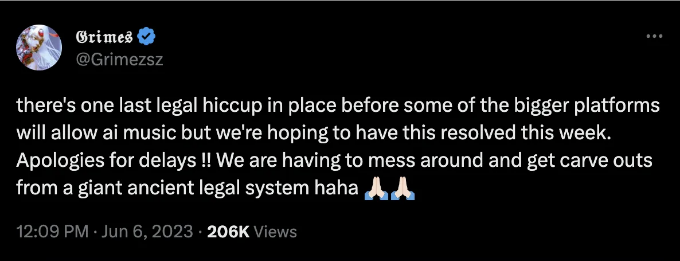 𝕲𝖗𝖎𝖒𝖊𝖘
@Grimezsz
there's one last legal hiccup in place before some of the bigger platforms
will allow ai music but we're hoping to have this resolved this week.
Apologies for delays !! We are having to mess around and get carve outs
from a giant ancient legal system haha 🙏🏻🙏🏻
12:09 PM · Jun 6, 2023 · 206K Views